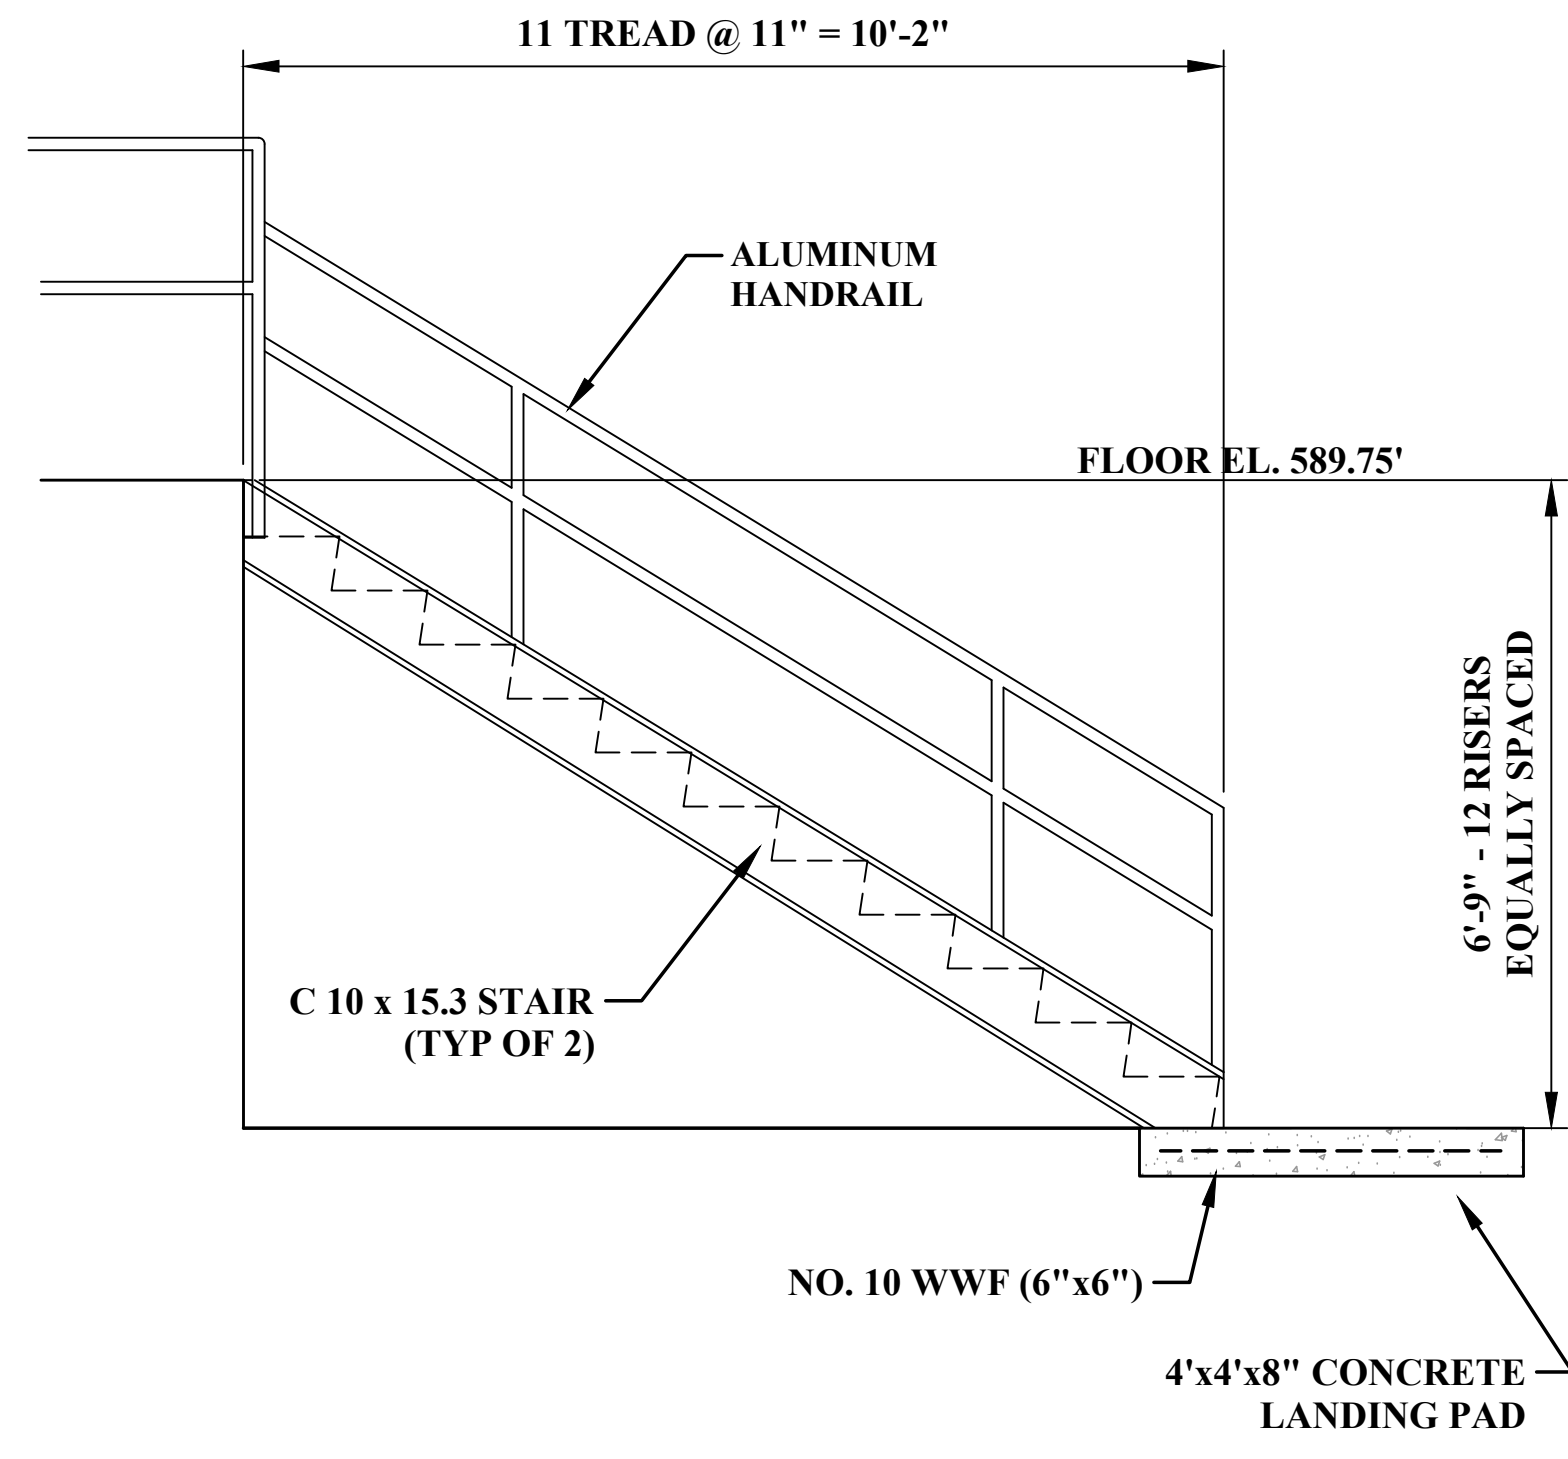 11 TREAD @ 11" = 10'-2"
ALUMINUM
HANDRAIL
FLOOR EL. 589.75'
6'-9" - 12 RISERS
EQUALLY SPACED
C 10 x 15.3 STAIR
(TYP OF 2)
NO. 10 WWF (6"x6")
4'x4'x8" CONCRETE
LANDING PAD